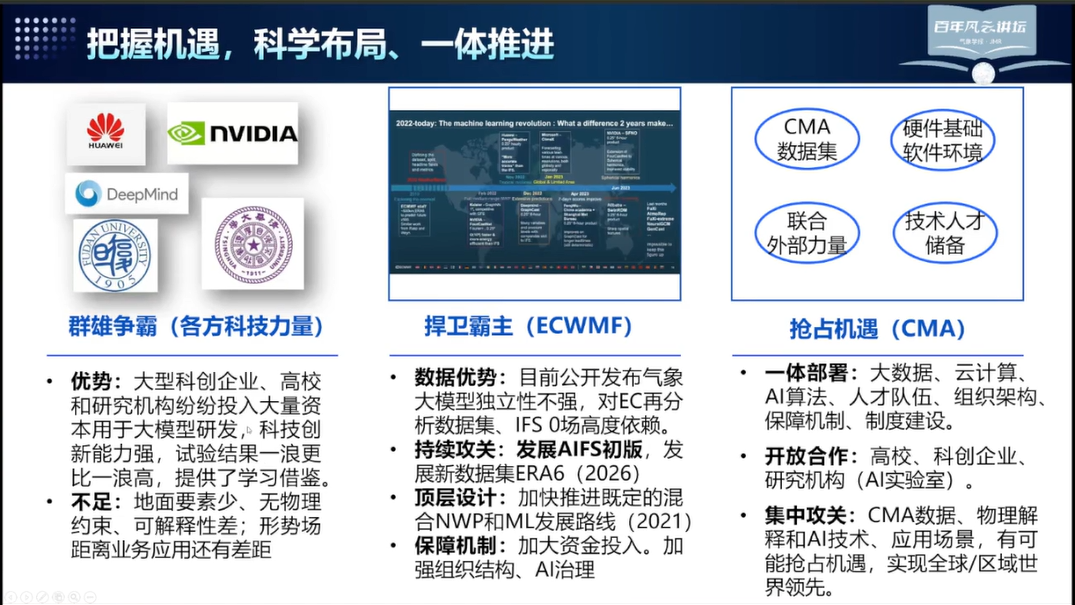 把握机遇，科学布局、一体推进
百年风云讲坛
HUAWEI
NVIDIA
DeepMind
FUDAN UNIVERSITY
1905
TSINGHUA UNIVERSITY
-1911-
群雄争霸（各方科技力量）
• 优势：大型科创企业、高校
和研究机构纷纷投入大量资
本用于大模型研发，科技创
新能力强，试验结果一浪更
比一浪高，提供了学习借鉴。
• 不足：地面要素少、无物理
约束、可解释性差；形势场
距离业务应用还有差距
2022-today: The machine learning revolution : What a difference 2 years make...
捍卫霸主（ECWMF）
• 数据优势：目前公开发布气象
大模型独立性不强，对EC再分
析数据集、IFS 0场高度依赖。
• 持续攻关：发展AIFS初版，发
展新数据集ERA6（2026）
• 顶层设计：加快推进既定的混
合NWP和ML发展路线（2021）
• 保障机制：加大资金投入。加
强组织结构、AI治理
CMA
数据集
硬件基础
软件环境
联合
外部力量
技术人才
储备
抢占机遇（CMA）
• 一体部署：大数据、云计算、
AI算法、人才队伍、组织架构、
保障机制、制度建设。
• 开放合作：高校、科创企业、
研究机构（AI实验室）。
• 集中攻关：CMA数据、物理解
释和AI技术、应用场景，有可
能抢占机遇，实现全球/区域世
界领先。